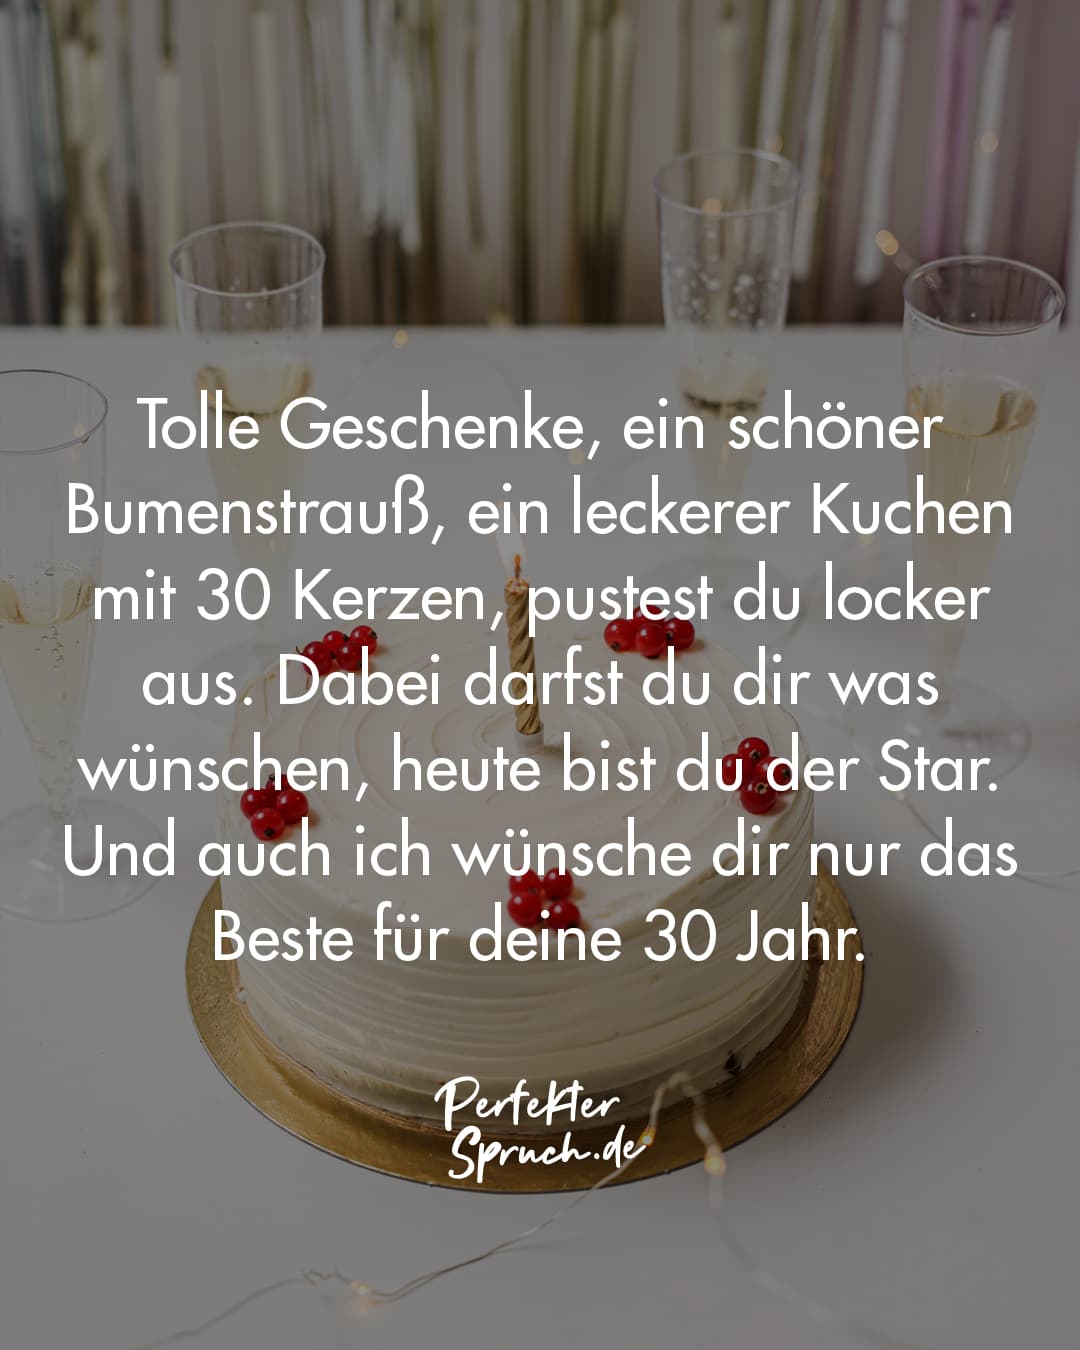 Tolle Geschenke, ein schöner
Bumenstrauß, ein leckerer Kuchen
mit 30 Kerzen, pustest du locker
aus. Dabei darfst du dir was
wünschen, heute bist du der Star.
Und auch ich wünsche dir nur das
Beste für deine 30 Jahr.
Perfekter
Spruch.de